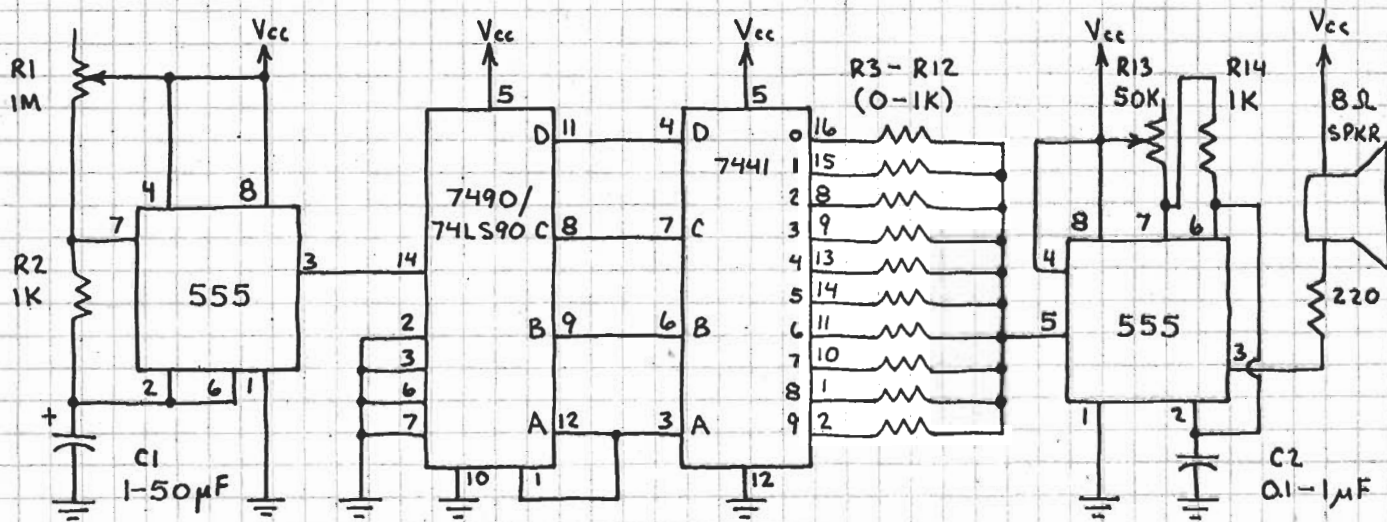 R1
1M
Vcc
4
8
7
R2
1K
555
3
2
6
1
+
C1
1-50µF
Vcc
5
D
11
7490/
74LS90
C
8
14
2
3
6
7
B
9
A
12
10
1
Vcc
5
4
D
7441
7
C
6
B
3
A
12
R3 - R12
(0-1K)
0
16
1
15
2
8
3
9
4
13
5
14
6
11
7
10
8
1
9
2
Vcc
R13
50K
R14
1K
8Ω
SPKR
8
7
6
4
5
555
3
220
1
2
C2
0.1-1µF